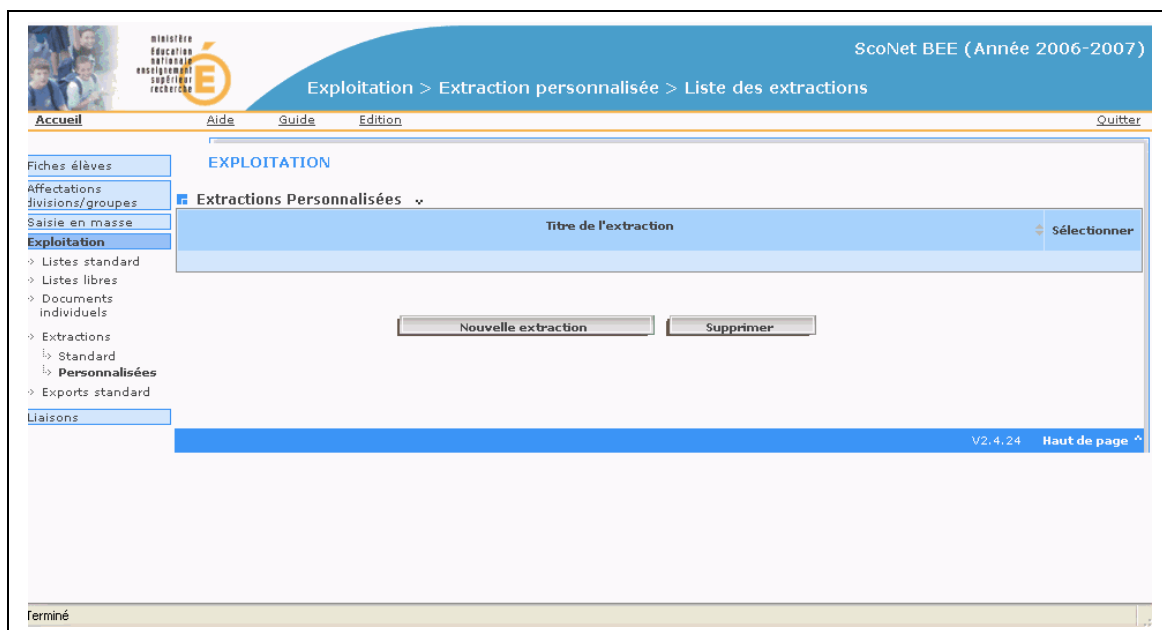 ministère
éducation
nationale
enseignement
supérieur
recherche
É
ScoNet BEE (Année 2006-2007)
Exploitation > Extraction personnalisée > Liste des extractions
Accueil Aide Guide Edition Quitter
Fiches élèves
Affectations
divisions/groupes
Saisie en masse
Exploitation
Listes standard
Listes libres
Documents
individuels
Extractions
Standard
Personnalisées
Exports standard
Liaisons
EXPLOITATION
Extractions Personnalisées
Titre de l'extraction Sélectionner
Nouvelle extraction Supprimer
V2.4.24 Haut de page ^
Terminé